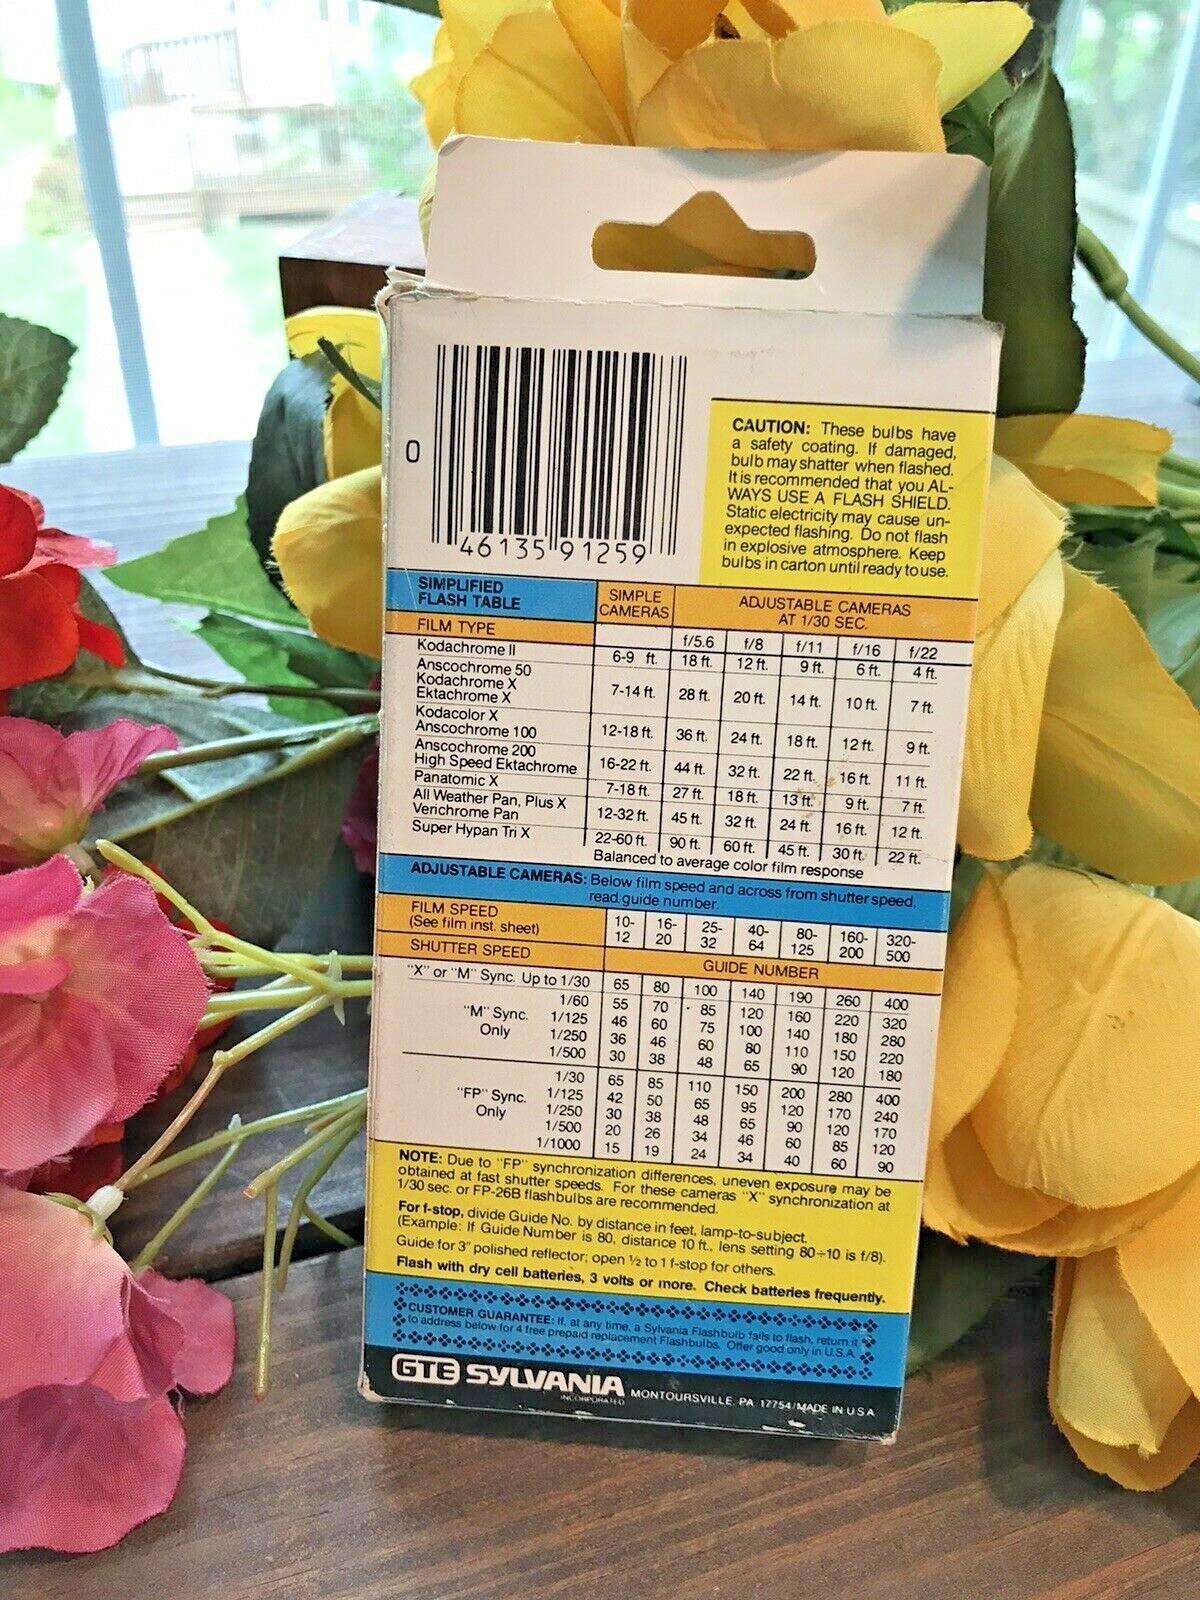 0
46135 91259
CAUTION: These bulbs have
a safety coating. If damaged,
bulb may shatter when flashed.
It is recommended that you AL-
WAYS USE A FLASH SHIELD.
Static electricity may cause un-
expected flashing. Do not flash
in explosive atmosphere. Keep
bulbs in carton until ready to use.
SIMPLIFIED
FLASH TABLE
SIMPLE
CAMERAS
ADJUSTABLE CAMERAS
AT 1/30 SEC.
FILM TYPE f/5.6 f/8 f/11 f/16 f/22
Kodachrome II 6-9 ft. 18 ft. 12 ft. 9 ft. 6 ft. 4 ft.
Anscochrome 50
Kodachrome X
Ektachrome X 7-14 ft. 28 ft. 20 ft. 14 ft. 10 ft. 7 ft.
Kodacolor X
Anscochrome 100 12-18 ft. 36 ft. 24 ft. 18 ft. 12 ft. 9 ft.
Anscochrome 200
High Speed Ektachrome 16-22 ft. 44 ft. 32 ft. 22 ft. 16 ft. 11 ft.
Panatomic X 7-18 ft. 27 ft. 18 ft. 13 ft. 9 ft. 7 ft.
All Weather Pan, Plus X
Verichrome Pan 12-32 ft. 45 ft. 32 ft. 24 ft. 16 ft. 12 ft.
Super Hypan Tri X 22-60 ft. 90 ft. 60 ft. 45 ft. 30 ft. 22 ft.
Balanced to average color film response
ADJUSTABLE CAMERAS: Below film speed and across from shutter speed,
read guide number.
FILM SPEED
(See film inst. sheet)
10- 16- 25- 40- 80- 160- 320-
12 20 32 64 125 200 500
SHUTTER SPEED GUIDE NUMBER
"X" or "M" Sync. Up to 1/30 65 80 100 140 190 260 400
1/60 55 70 85 120 160 220 320
"M" Sync. 1/125 46 60 75 100 140 180 280
Only 1/250 36 46 60 80 110 150 220
1/500 30 38 48 65 90 120 180
1/30 65 85 110 150 200 280 400
"FP" Sync. 1/125 42 50 65 95 120 170 240
Only 1/250 30 38 48 65 90 120 170
1/500 20 26 34 46 60 85 120
1/1000 15 19 24 34 40 60 90
NOTE: Due to "FP" synchronization differences, uneven exposure may be
obtained at fast shutter speeds. For these cameras "X" synchronization at
1/30 sec. or FP-26B flashbulbs are recommended.
For f-stop, divide Guide No. by distance in feet, lamp-to-subject.
(Example: If Guide Number is 80, distance 10 ft., lens setting 80÷10 is f/8).
Guide for 3" polished reflector; open ½ to 1 f-stop for others.
Flash with dry cell batteries, 3 volts or more. Check batteries frequently.
CUSTOMER GUARANTEE: If, at any time, a Sylvania Flashbulb fails to flash, return it
to address below for 4 free prepaid replacement Flashbulbs. Offer good only in U.S.A.
GTE SYLVANIA
INCORPORATED MONTOURSVILLE, PA. 17754/MADE IN U S A